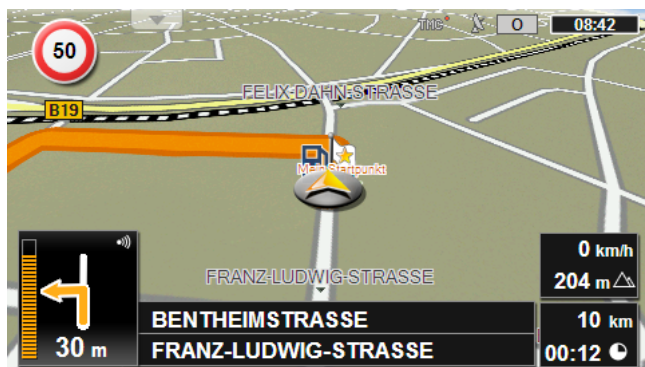 50
TMC
O
08:42
FELIX-DAHN-STRASSE
B19
Mein Startpunkt
FRANZ-LUDWIG-STRASSE
0 km/h
204 m
30 m
BENTHEIMSTRASSE
FRANZ-LUDWIG-STRASSE
10 km
00:12